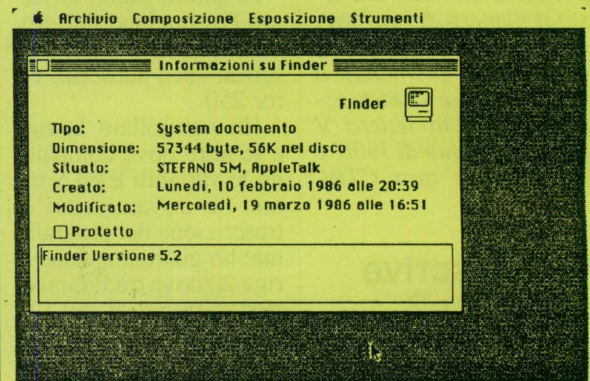 Archivio Composizione Esposizione Strumenti
Informazioni su Finder
Finder
Tipo: System documento
Dimensione: 57344 byte, 56K nel disco
Situato: STEFANO 5M, AppleTalk
Creato: Lunedì, 10 febbraio 1986 alle 20:39
Modificato: Mercoledì, 19 marzo 1986 alle 16:51
Protetto
Finder Versione 5.2